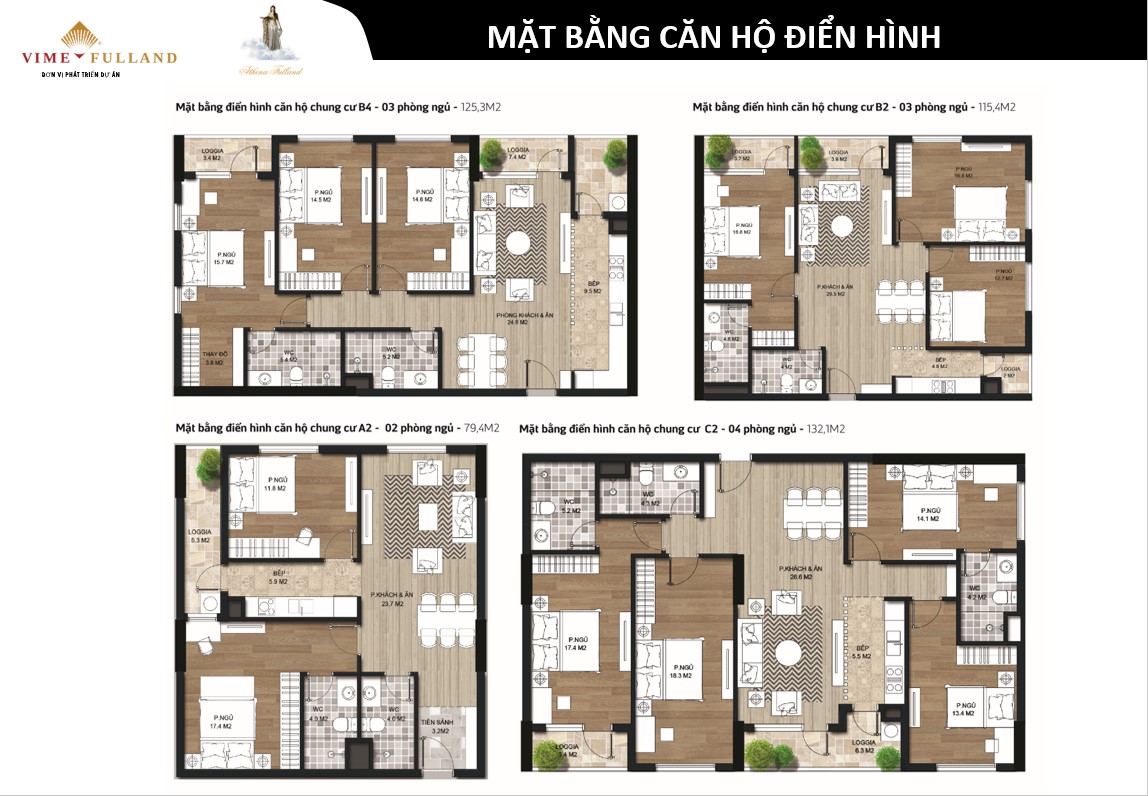 VIME FULLAND
ĐƠN VỊ PHÁT TRIỂN DỰ ÁN
Athena Fulland
MẶT BẰNG CĂN HỘ ĐIỂN HÌNH
Mặt bằng điển hình căn hộ chung cư B4 - 03 phòng ngủ - 125,3M2
LOGGIA
3.4 M2
P.NGỦ
14.5 M2
P.NGỦ
14.6 M2
LOGGIA
7.4 M2
P.NGỦ
15.7 M2
BẾP
9.5 M2
PHÒNG KHÁCH & ĂN
24.8 M2
THAY ĐỒ
3.8 M2
WC
5.4 M2
WC
5.2 M2
Mặt bằng điển hình căn hộ chung cư B2 - 03 phòng ngủ - 115,4M2
LOGGIA
3.7 M2
LOGGIA
3.9 M2
P.NGỦ
16.8 M2
P.NGỦ
16.6 M2
P.NGỦ
12.7 M2
P.KHÁCH & ĂN
29.5 M2
WC
4.6 M2
WC
4 M2
BẾP
4.6 M2
LOGGIA
2 M2
Mặt bằng điển hình căn hộ chung cư A2 - 02 phòng ngủ - 79,4M2
P.NGỦ
11.8 M2
LOGGIA
5.3 M2
BẾP
5.9 M2
P.KHÁCH & ĂN
23.7 M2
P.NGỦ
17.4 M2
WC
4.0 M2
WC
4.0 M2
TIỀN SẢNH
3.2M2
Mặt bằng điển hình căn hộ chung cư C2 - 04 phòng ngủ - 132,1M2
WC
5.2 M2
WC
4.3 M2
P.NGỦ
14.1 M2
P.KHÁCH & ĂN
26.6 M2
WC
4.2 M2
P.NGỦ
17.4 M2
P.NGỦ
18.3 M2
BẾP
5.5 M2
P.NGỦ
13.4 M2
LOGGIA
LOGGIA
6.3 M2